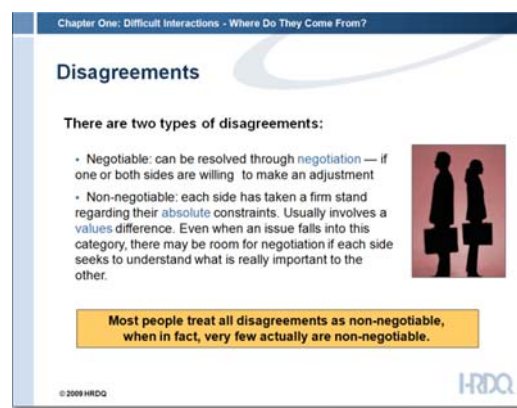 Chapter One: Difficult Interactions - Where Do They Come From?
Disagreements
There are two types of disagreements:
• Negotiable: can be resolved through negotiation — if
one or both sides are willing to make an adjustment
• Non-negotiable: each side has taken a firm stand
regarding their absolute constraints. Usually involves a
values difference. Even when an issue falls into this
category, there may be room for negotiation if each side
seeks to understand what is really important to the
other.
Most people treat all disagreements as non-negotiable,
when in fact, very few actually are non-negotiable.
© 2009 HRDQ
HRDQ